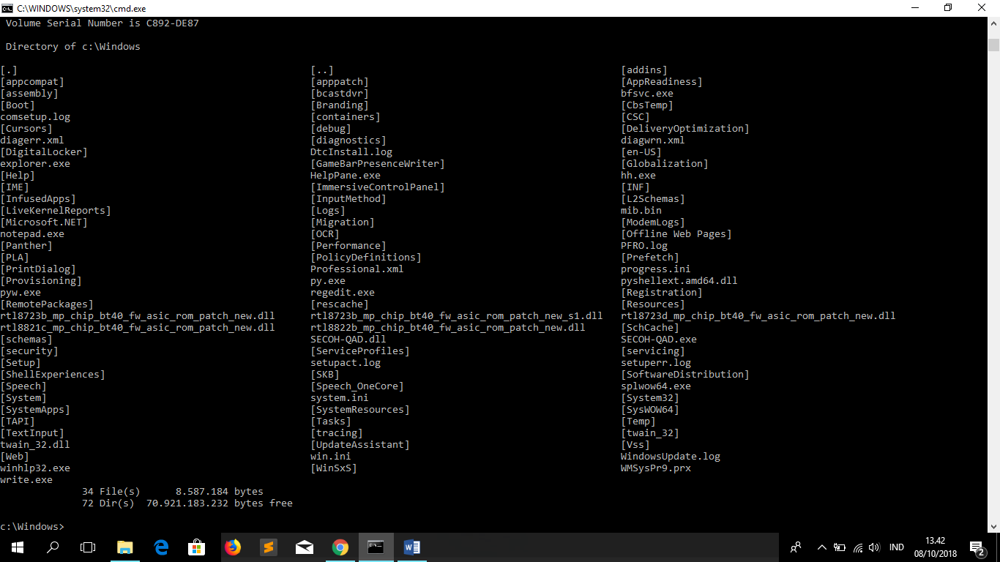 C:\WINDOWS\system32\cmd.exe
Volume Serial Number is C892-DE87
Directory of c:\Windows
[.] [..] [addins]
[appcompat] [apppatch] [AppReadiness]
[assembly] [bcastdvr] bfsvc.exe
[Boot] [Branding] [CbsTemp]
comsetup.log [containers] [CSC]
[Cursors] [debug] [DeliveryOptimization]
diagerr.xml [diagnostics] diagwrn.xml
[DigitalLocker] DtcInstall.log [en-US]
explorer.exe [GameBarPresenceWriter] [Globalization]
[Help] HelpPane.exe hh.exe
[IME] [ImmersiveControlPanel] [INF]
[InfusedApps] [InputMethod] [L2Schemas]
[LiveKernelReports] [Logs] mib.bin
[Microsoft.NET] [Migration] [ModemLogs]
notepad.exe [OCR] [Offline Web Pages]
[Panther] [Performance] PFRO.log
[PLA] [PolicyDefinitions] [Prefetch]
[PrintDialog] Professional.xml progress.ini
[Provisioning] py.exe pyshellext.amd64.dll
pyw.exe regedit.exe [Registration]
[RemotePackages] [rescache] [Resources]
rtl8723b_mp_chip_bt40_fw_asic_rom_patch_new.dll rtl8723b_mp_chip_bt40_fw_asic_rom_patch_new_s1.dll rtl8723d_mp_chip_bt40_fw_asic_rom_patch_new.dll
rtl8821c_mp_chip_bt40_fw_asic_rom_patch_new.dll rtl8822b_mp_chip_bt40_fw_asic_rom_patch_new.dll [SchCache]
[schemas] SECOH-QAD.dll SECOH-QAD.exe
[security] [ServiceProfiles] [servicing]
[Setup] setupact.log setuperr.log
[ShellExperiences] [SKB] [SoftwareDistribution]
[Speech] [Speech_OneCore] splwow64.exe
[System] system.ini [System32]
[SystemApps] [SystemResources] [SysWOW64]
[TAPI] [Tasks] [Temp]
[TextInput] [tracing] [twain_32]
twain_32.dll [UpdateAssistant] [Vss]
[Web] win.ini WindowsUpdate.log
winhlp32.exe [WinSxS] WMSysPr9.prx
write.exe
34 File(s) 8.587.184 bytes
72 Dir(s) 70.921.183.232 bytes free
c:\Windows>
IND
13.42
08/10/2018
2